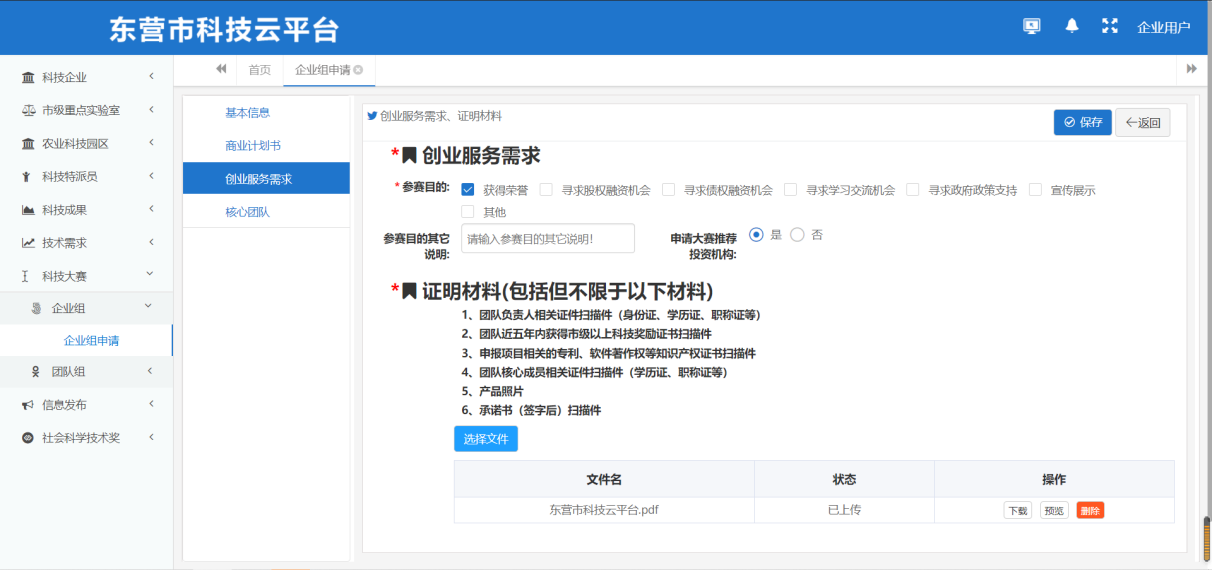 东营市科技云平台
企业用户
科技企业
市级重点实验室
农业科技园区
科技特派员
科技成果
技术需求
科技大赛
企业组
企业组申请
团队组
信息发布
社会科学技术奖
首页
企业组申请
基本信息
商业计划书
创业服务需求
核心团队
创业服务需求、证明材料
保存
返回
*创业服务需求
*参赛目的:
获得荣誉 寻求股权融资机会 寻求债权融资机会 寻求学习交流机会 寻求政府政策支持 宣传展示
其他
参赛目的其它
说明:
请输入参赛目的其它说明!
申请大赛推荐
投资机构:
是 否
*证明材料(包括但不限于以下材料)
1、团队负责人相关证件扫描件（身份证、学历证、职称证等）
2、团队近五年内获得市级以上科技奖励证书扫描件
3、申报项目相关的专利、软件著作权等知识产权证书扫描件
4、团队核心成员相关证件扫描件（学历证、职称证等）
5、产品照片
6、承诺书（签字后）扫描件
选择文件
文件名 状态 操作
东营市科技云平台.pdf 已上传 下载 预览 删除